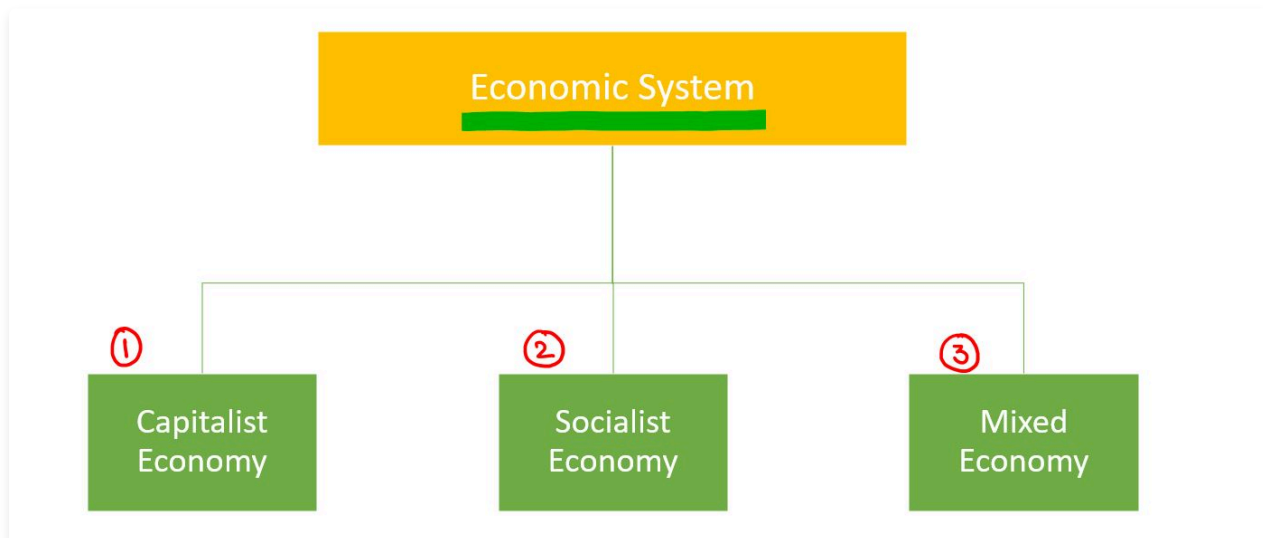 Economic System
① ② ③
Capitalist Economy
Socialist Economy
Mixed Economy